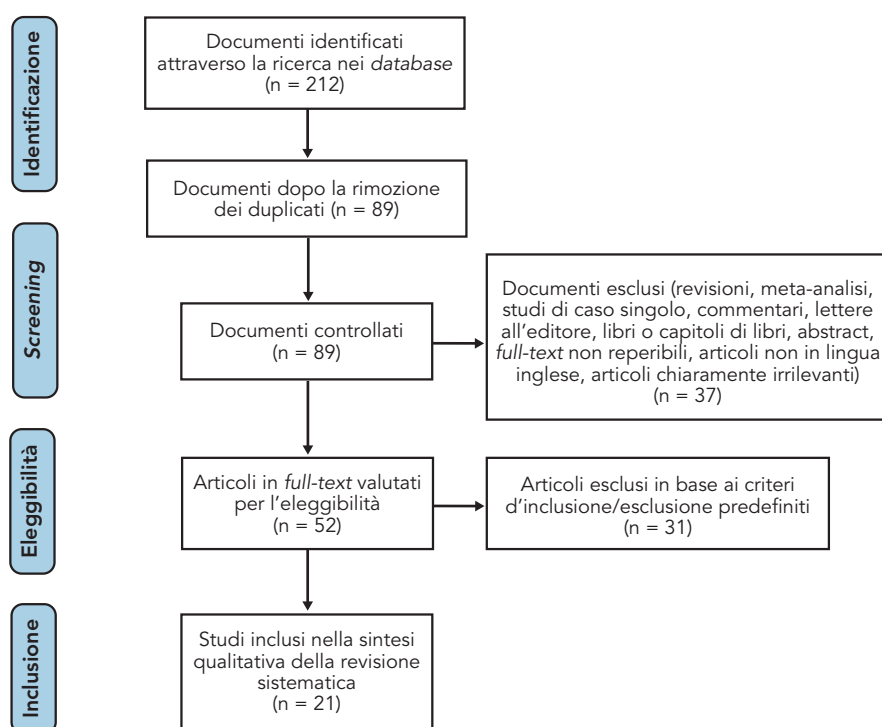 Identificazione
Documenti identificati
attraverso la ricerca nei database
(n = 212)
Documenti dopo la rimozione
dei duplicati (n = 89)
Screening
Documenti controllati
(n = 89)
Documenti esclusi (revisioni, meta-analisi,
studi di caso singolo, commentari, lettere
all'editore, libri o capitoli di libri, abstract,
full-text non reperibili, articoli non in lingua
inglese, articoli chiaramente irrilevanti)
(n = 37)
Eleggibilità
Articoli in full-text valutati
per l'eleggibilità
(n = 52)
Articoli esclusi in base ai criteri
d'inclusione/esclusione predefiniti
(n = 31)
Inclusione
Studi inclusi nella sintesi
qualitativa della revisione
sistematica
(n = 21)